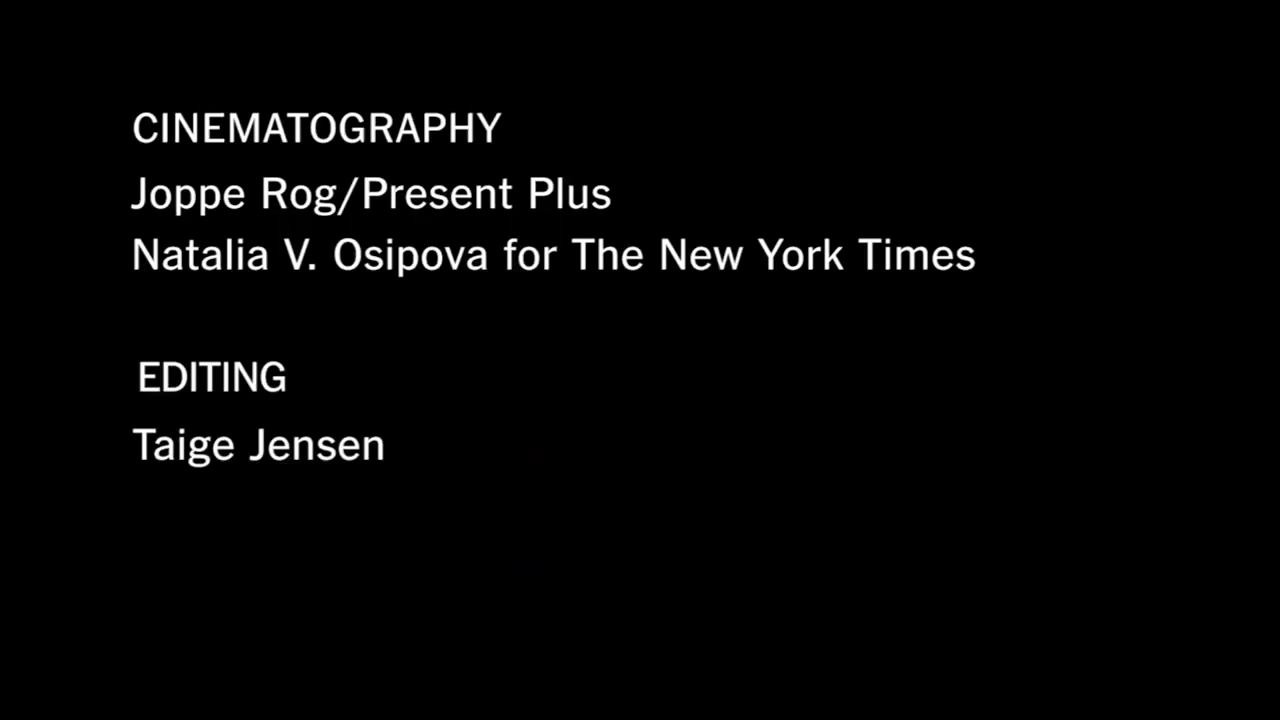 CINEMATOGRAPHY
Joppe Rog/Present Plus
Natalia V. Osipova for The New York Times
EDITING
Taige Jensen